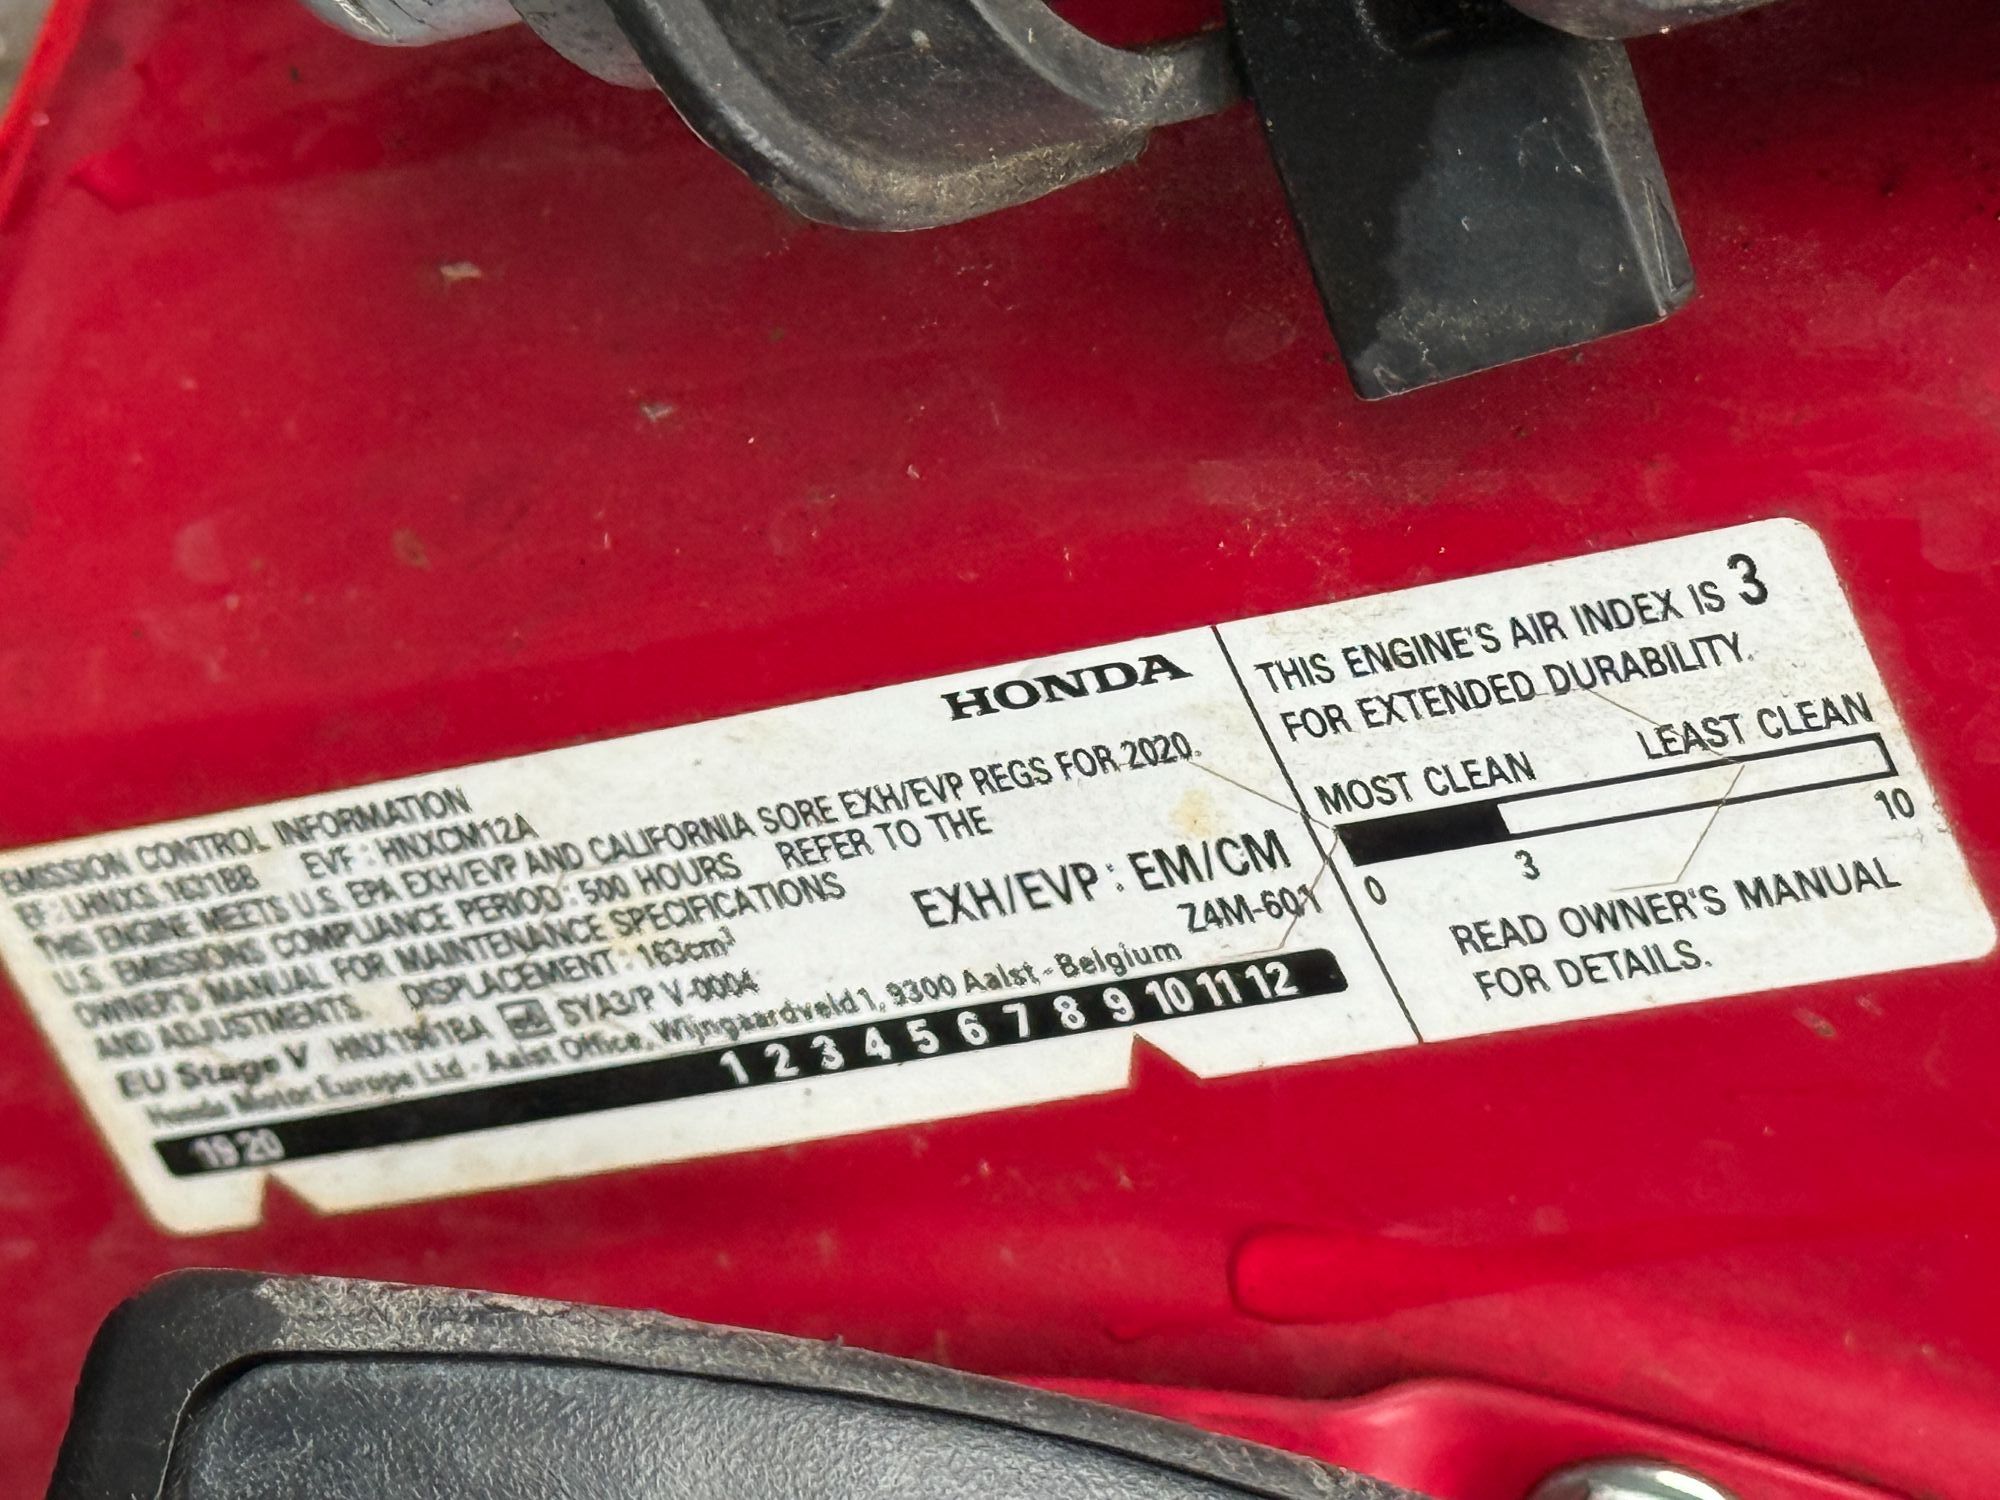 HONDA
EMISSION CONTROL INFORMATION
EF : LHNXS.1631BB EVF : HNXCM12A
THIS ENGINE MEETS U.S. EPA EXH/EVP AND CALIFORNIA SORE EXH/EVP REGS FOR 2020.
U.S. EMISSIONS COMPLIANCE PERIOD : 500 HOURS REFER TO THE
OWNER'S MANUAL FOR MAINTENANCE SPECIFICATIONS
AND ADJUSTMENTS. DISPLACEMENT : 163cm³
EXH/EVP : EM/CM
EU Stage V SYA3/P V-0004
Z4M-601
Honda Motor Europe Ltd - Aalst Office, Wijngaardveld 1, 9300 Aalst - Belgium
19 20 1 2 3 4 5 6 7 8 9 10 11 12
THIS ENGINE'S AIR INDEX IS 3
FOR EXTENDED DURABILITY.
MOST CLEAN LEAST CLEAN
0 3 10
READ OWNER'S MANUAL
FOR DETAILS.